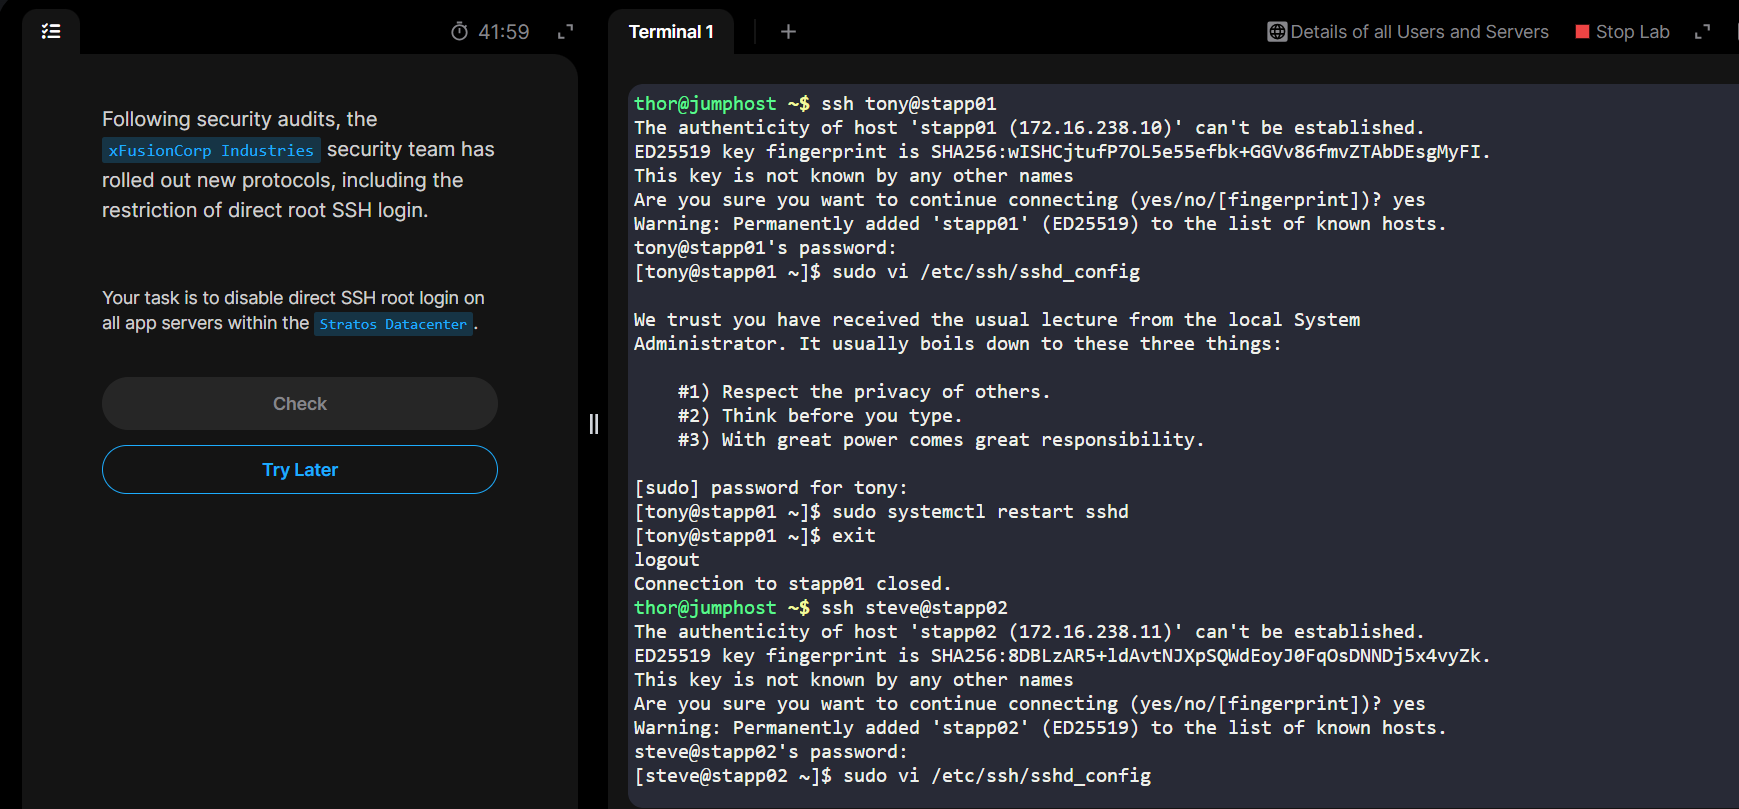 41:59
Terminal 1
Details of all Users and Servers
Stop Lab
Following security audits, the
xFusionCorp Industries security team has
rolled out new protocols, including the
restriction of direct root SSH login.
Your task is to disable direct SSH root login on
all app servers within the Stratos Datacenter.
Check
Try Later
thor@jumphost ~$ ssh tony@stapp01
The authenticity of host 'stapp01 (172.16.238.10)' can't be established.
ED25519 key fingerprint is SHA256:wISHCjtufP7OL5e55efbk+GGVv86fmvZTAbDEsgMyFI.
This key is not known by any other names
Are you sure you want to continue connecting (yes/no/[fingerprint])? yes
Warning: Permanently added 'stapp01' (ED25519) to the list of known hosts.
tony@stapp01's password:
[tony@stapp01 ~]$ sudo vi /etc/ssh/sshd_config
We trust you have received the usual lecture from the local System
Administrator. It usually boils down to these three things:
#1) Respect the privacy of others.
#2) Think before you type.
#3) With great power comes great responsibility.
[sudo] password for tony:
[tony@stapp01 ~]$ sudo systemctl restart sshd
[tony@stapp01 ~]$ exit
logout
Connection to stapp01 closed.
thor@jumphost ~$ ssh steve@stapp02
The authenticity of host 'stapp02 (172.16.238.11)' can't be established.
ED25519 key fingerprint is SHA256:8DBLzAR5+ldAvtNJXpSQWdEoyJ0FqOsDNNDj5x4vyZk.
This key is not known by any other names
Are you sure you want to continue connecting (yes/no/[fingerprint])? yes
Warning: Permanently added 'stapp02' (ED25519) to the list of known hosts.
steve@stapp02's password:
[steve@stapp02 ~]$ sudo vi /etc/ssh/sshd_config